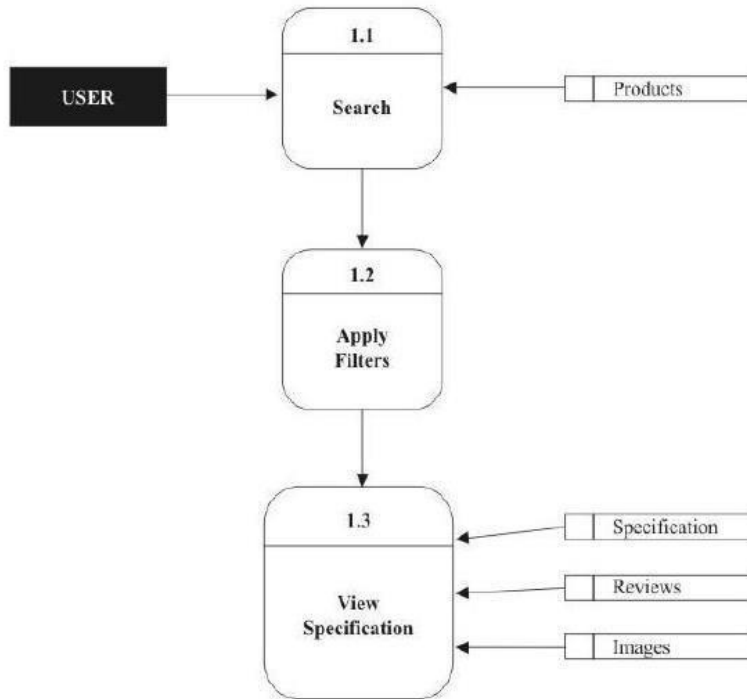 1.1
USER
Search
Products
1.2
Apply
Filters
1.3
Specification
View
Specification
Reviews
Images